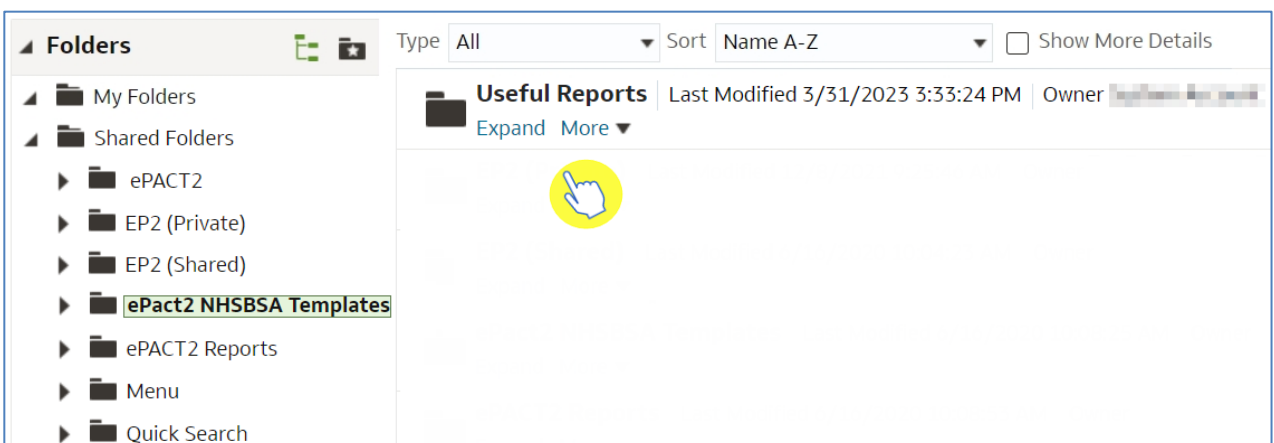 Folders
Type All Sort Name A-Z Show More Details
My Folders
Shared Folders
ePACT2
EP2 (Private)
EP2 (Shared)
ePact2 NHSBSA Templates
ePACT2 Reports
Menu
Quick Search
Useful Reports Last Modified 3/31/2023 3:33:24 PM Owner
Expand More